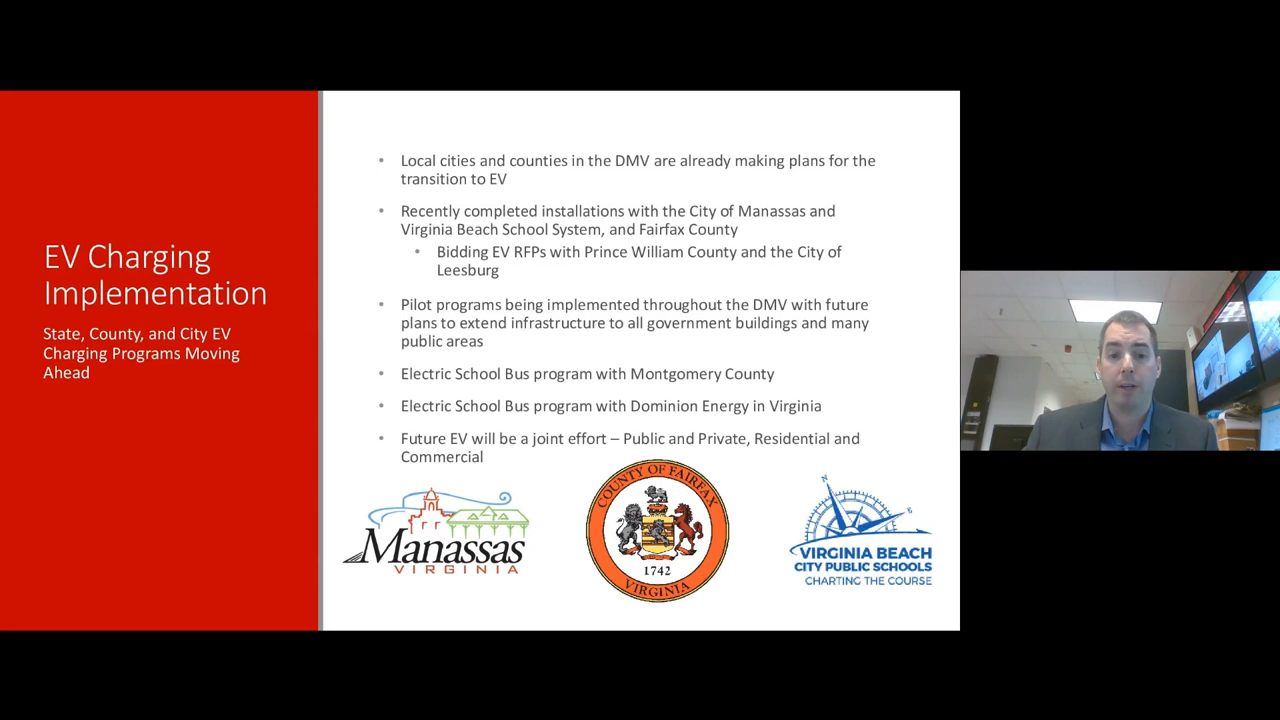 EV Charging
Implementation
State, County, and City EV
Charging Programs Moving
Ahead
• Local cities and counties in the DMV are already making plans for the
transition to EV
• Recently completed installations with the City of Manassas and
Virginia Beach School System, and Fairfax County
• Bidding EV RFPs with Prince William County and the City of
Leesburg
• Pilot programs being implemented throughout the DMV with future
plans to extend infrastructure to all government buildings and many
public areas
• Electric School Bus program with Montgomery County
• Electric School Bus program with Dominion Energy in Virginia
• Future EV will be a joint effort – Public and Private, Residential and
Commercial
Manassas
VIRGINIA
COUNTY OF FAIRFAX
1742
VIRGINIA
N
E
VIRGINIA BEACH
CITY PUBLIC SCHOOLS
CHARTING THE COURSE